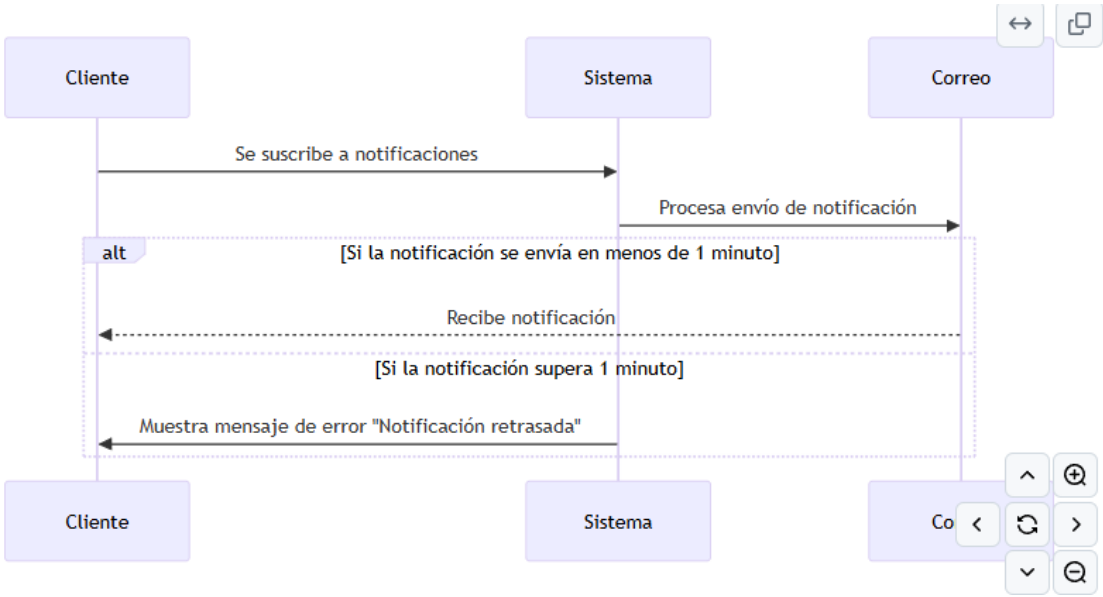 Cliente
Sistema
Correo
Se suscribe a notificaciones
Procesa envío de notificación
alt
[Si la notificación se envía en menos de 1 minuto]
Recibe notificación
[Si la notificación supera 1 minuto]
Muestra mensaje de error "Notificación retrasada"
Cliente
Sistema
Co